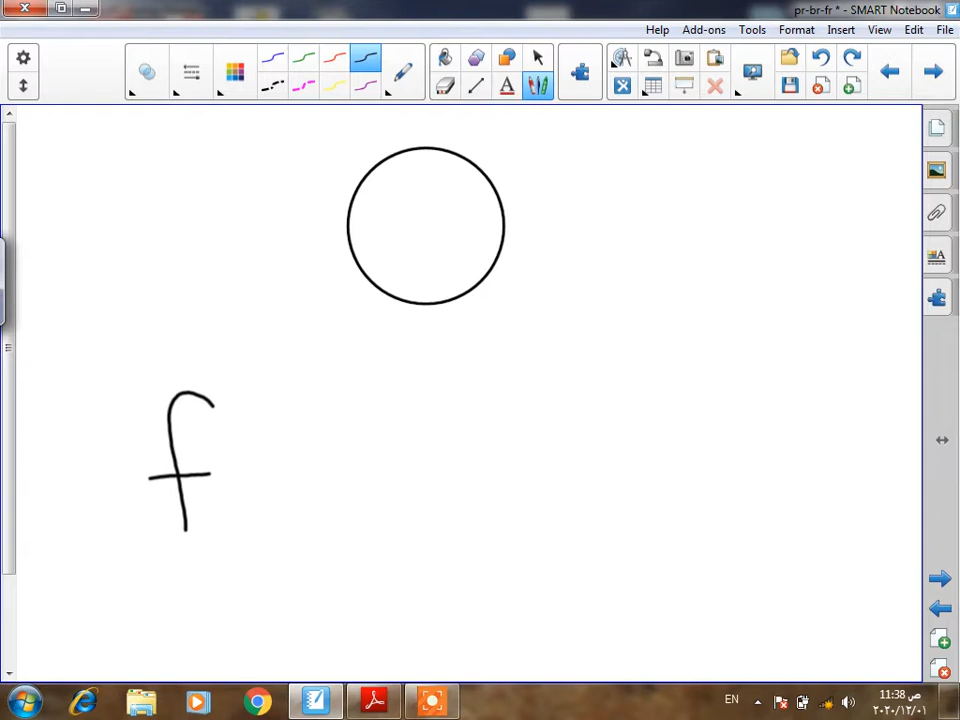 pr-br-fr * - SMART Notebook
Help Add-ons Tools Format Insert View Edit File
f
EN
11:38 ص
٢٠٢٠/١٢/٠١